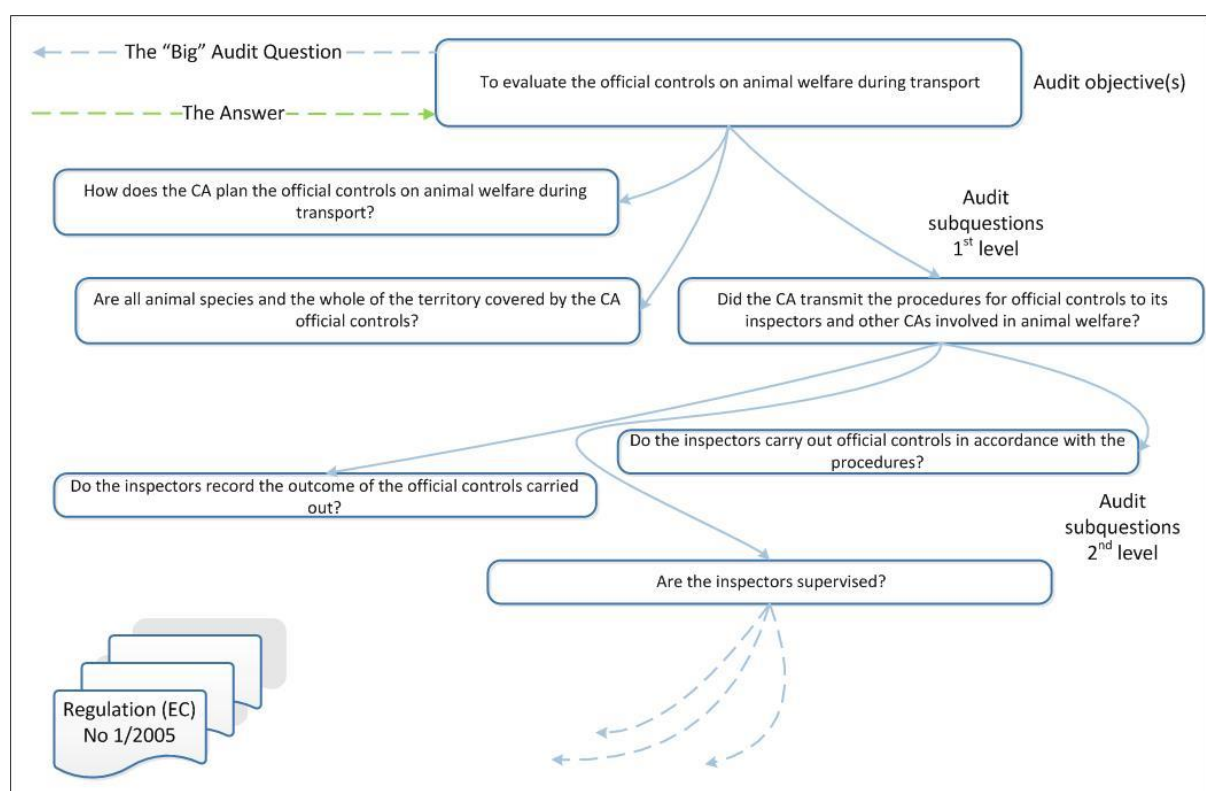 The “Big” Audit Question
To evaluate the official controls on animal welfare during transport
Audit objective(s)
The Answer
How does the CA plan the official controls on animal welfare during
transport?
Audit
subquestions
1st level
Are all animal species and the whole of the territory covered by the CA
official controls?
Did the CA transmit the procedures for official controls to its
inspectors and other CAs involved in animal welfare?
Do the inspectors carry out official controls in accordance with the
procedures?
Do the inspectors record the outcome of the official controls carried
out?
Audit
subquestions
2nd level
Are the inspectors supervised?
Regulation (EC)
No 1/2005